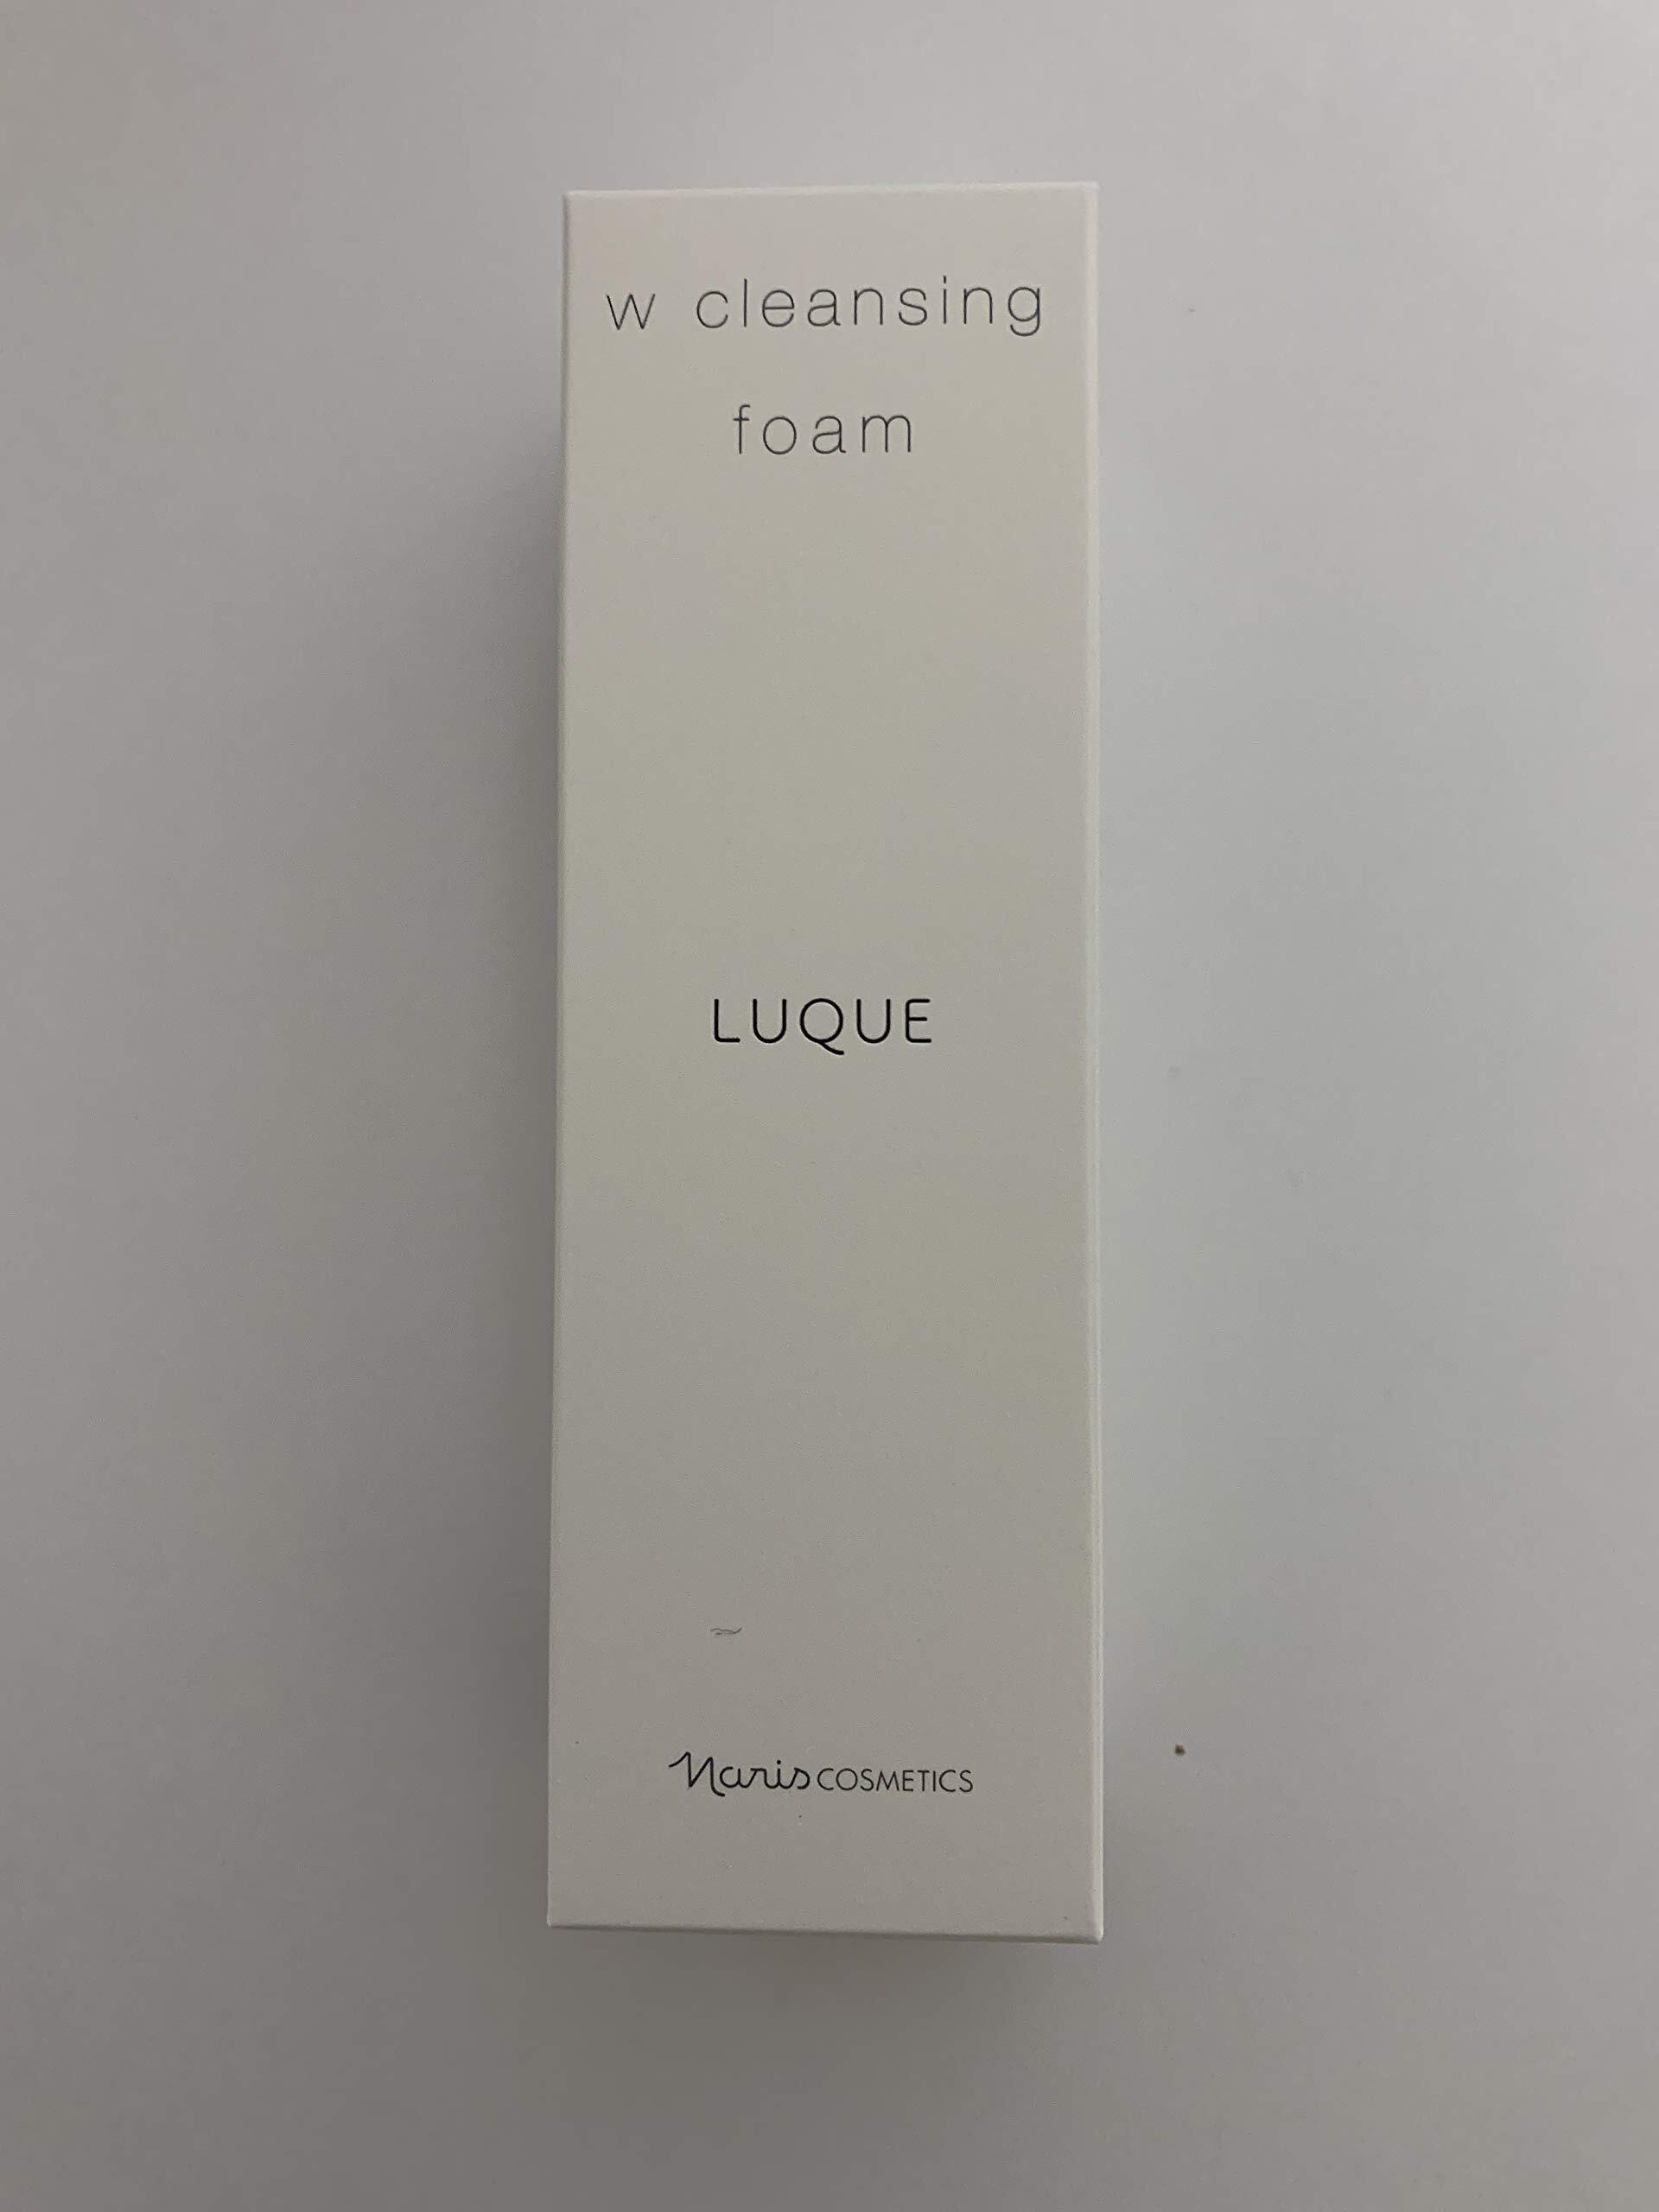 w cleansing
foam
LUQUE
Naris COSMETICS